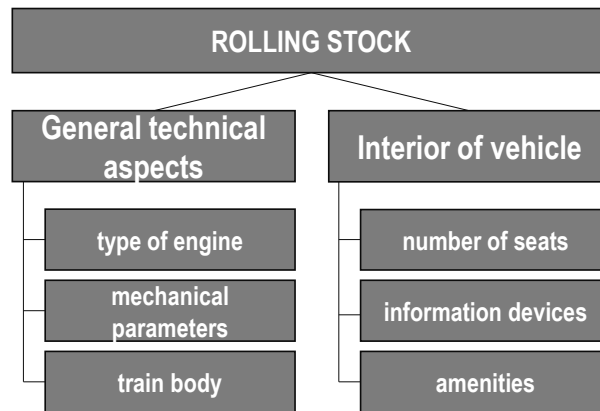 ROLLING STOCK
General technical
aspects
type of engine
mechanical
parameters
train body
Interior of vehicle
number of seats
information devices
amenities